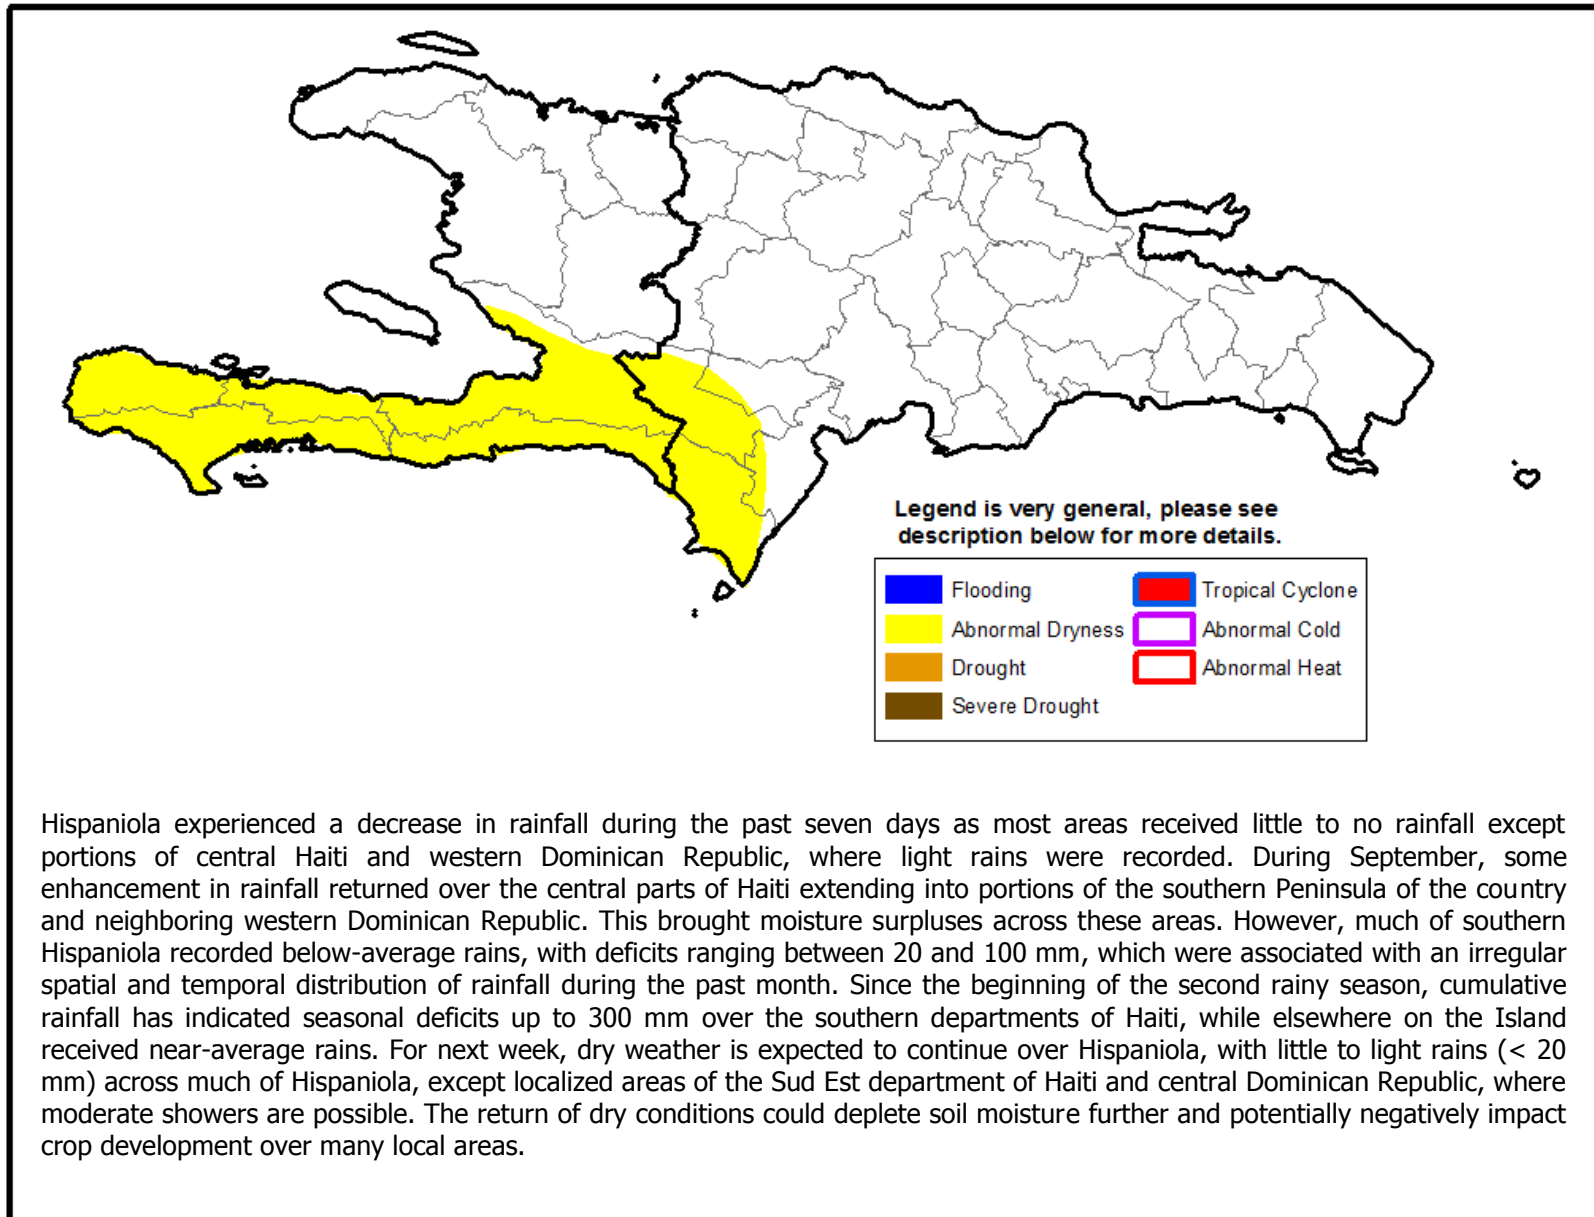 Legend is very general, please see
description below for more details.
Flooding
Tropical Cyclone
Abnormal Dryness
Abnormal Cold
Drought
Abnormal Heat
Severe Drought
Hispaniola experienced a decrease in rainfall during the past seven days as most areas received little to no rainfall except
portions of central Haiti and western Dominican Republic, where light rains were recorded. During September, some
enhancement in rainfall returned over the central parts of Haiti extending into portions of the southern Peninsula of the country
and neighboring western Dominican Republic. This brought moisture surpluses across these areas. However, much of southern
Hispaniola recorded below-average rains, with deficits ranging between 20 and 100 mm, which were associated with an irregular
spatial and temporal distribution of rainfall during the past month. Since the beginning of the second rainy season, cumulative
rainfall has indicated seasonal deficits up to 300 mm over the southern departments of Haiti, while elsewhere on the Island
received near-average rains. For next week, dry weather is expected to continue over Hispaniola, with little to light rains (< 20
mm) across much of Hispaniola, except localized areas of the Sud Est department of Haiti and central Dominican Republic, where
moderate showers are possible. The return of dry conditions could deplete soil moisture further and potentially negatively impact
crop development over many local areas.